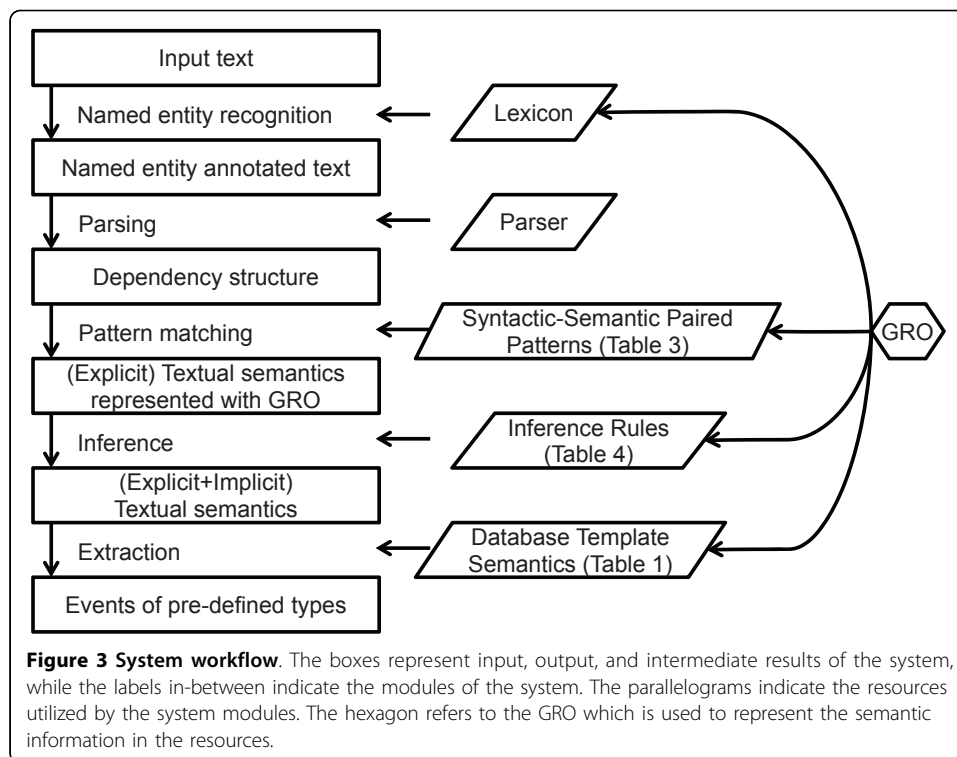 Input text
Named entity recognition
Lexicon
Named entity annotated text
Parsing
Parser
Dependency structure
Pattern matching
Syntactic-Semantic Paired
Patterns (Table 3)
GRO
(Explicit) Textual semantics
represented with GRO
Inference
Inference Rules
(Table 4)
(Explicit+Implicit)
Textual semantics
Extraction
Database Template
Semantics (Table 1)
Events of pre-defined types
Figure 3 System workflow. The boxes represent input, output, and intermediate results of the system,
while the labels in-between indicate the modules of the system. The parallelograms indicate the resources
utilized by the system modules. The hexagon refers to the GRO which is used to represent the semantic
information in the resources.